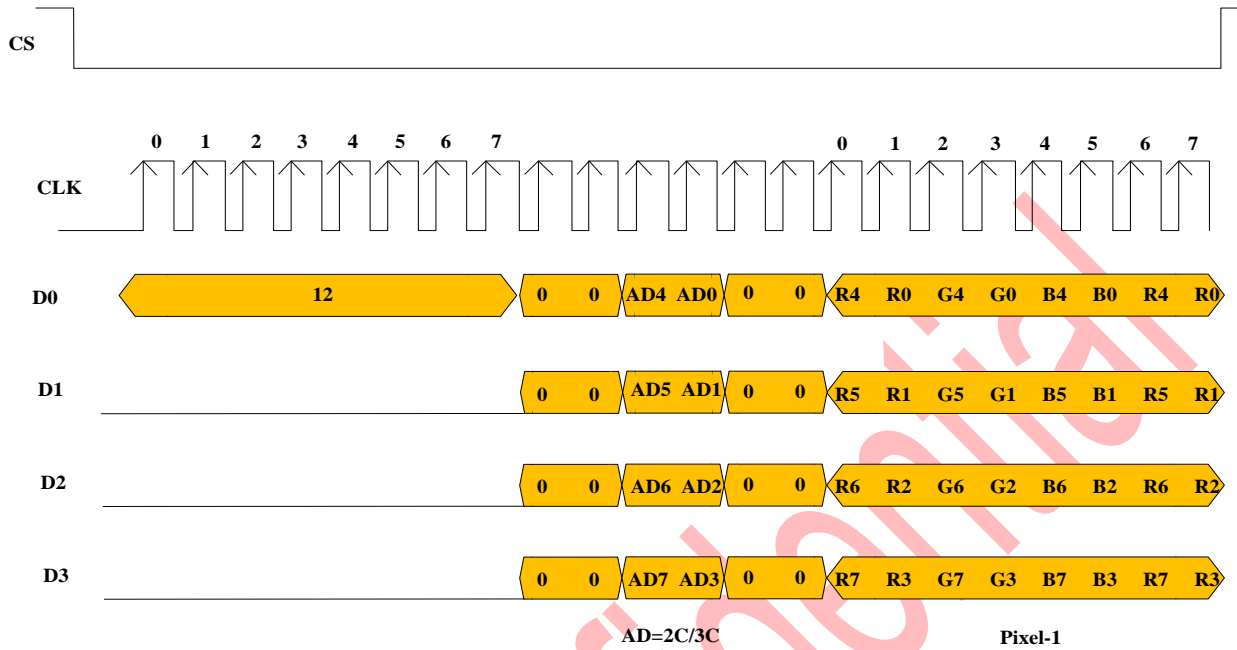 CS
0 1 2 3 4 5 6 7 0 1 2 3 4 5 6 7
CLK
D0 12 0 0 AD4 AD0 0 0 R4 R0 G4 G0 B4 B0 R4 R0
D1 0 0 AD5 AD1 0 0 R5 R1 G5 G1 B5 B1 R5 R1
D2 0 0 AD6 AD2 0 0 R6 R2 G6 G2 B6 B2 R6 R2
D3 0 0 AD7 AD3 0 0 R7 R3 G7 G3 B7 B3 R7 R3
AD=2C/3C Pixel-1